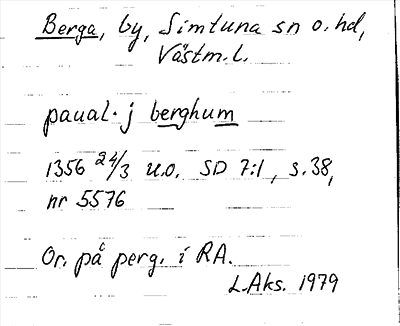 Berga, by, Simtuna sn o. hd,
Västm. l.
paual. j berghum
1356 24/3 u.o. SD 7:1, s. 38,
nr 5576
Or. på perg. i RA.
L.Aks. 1979